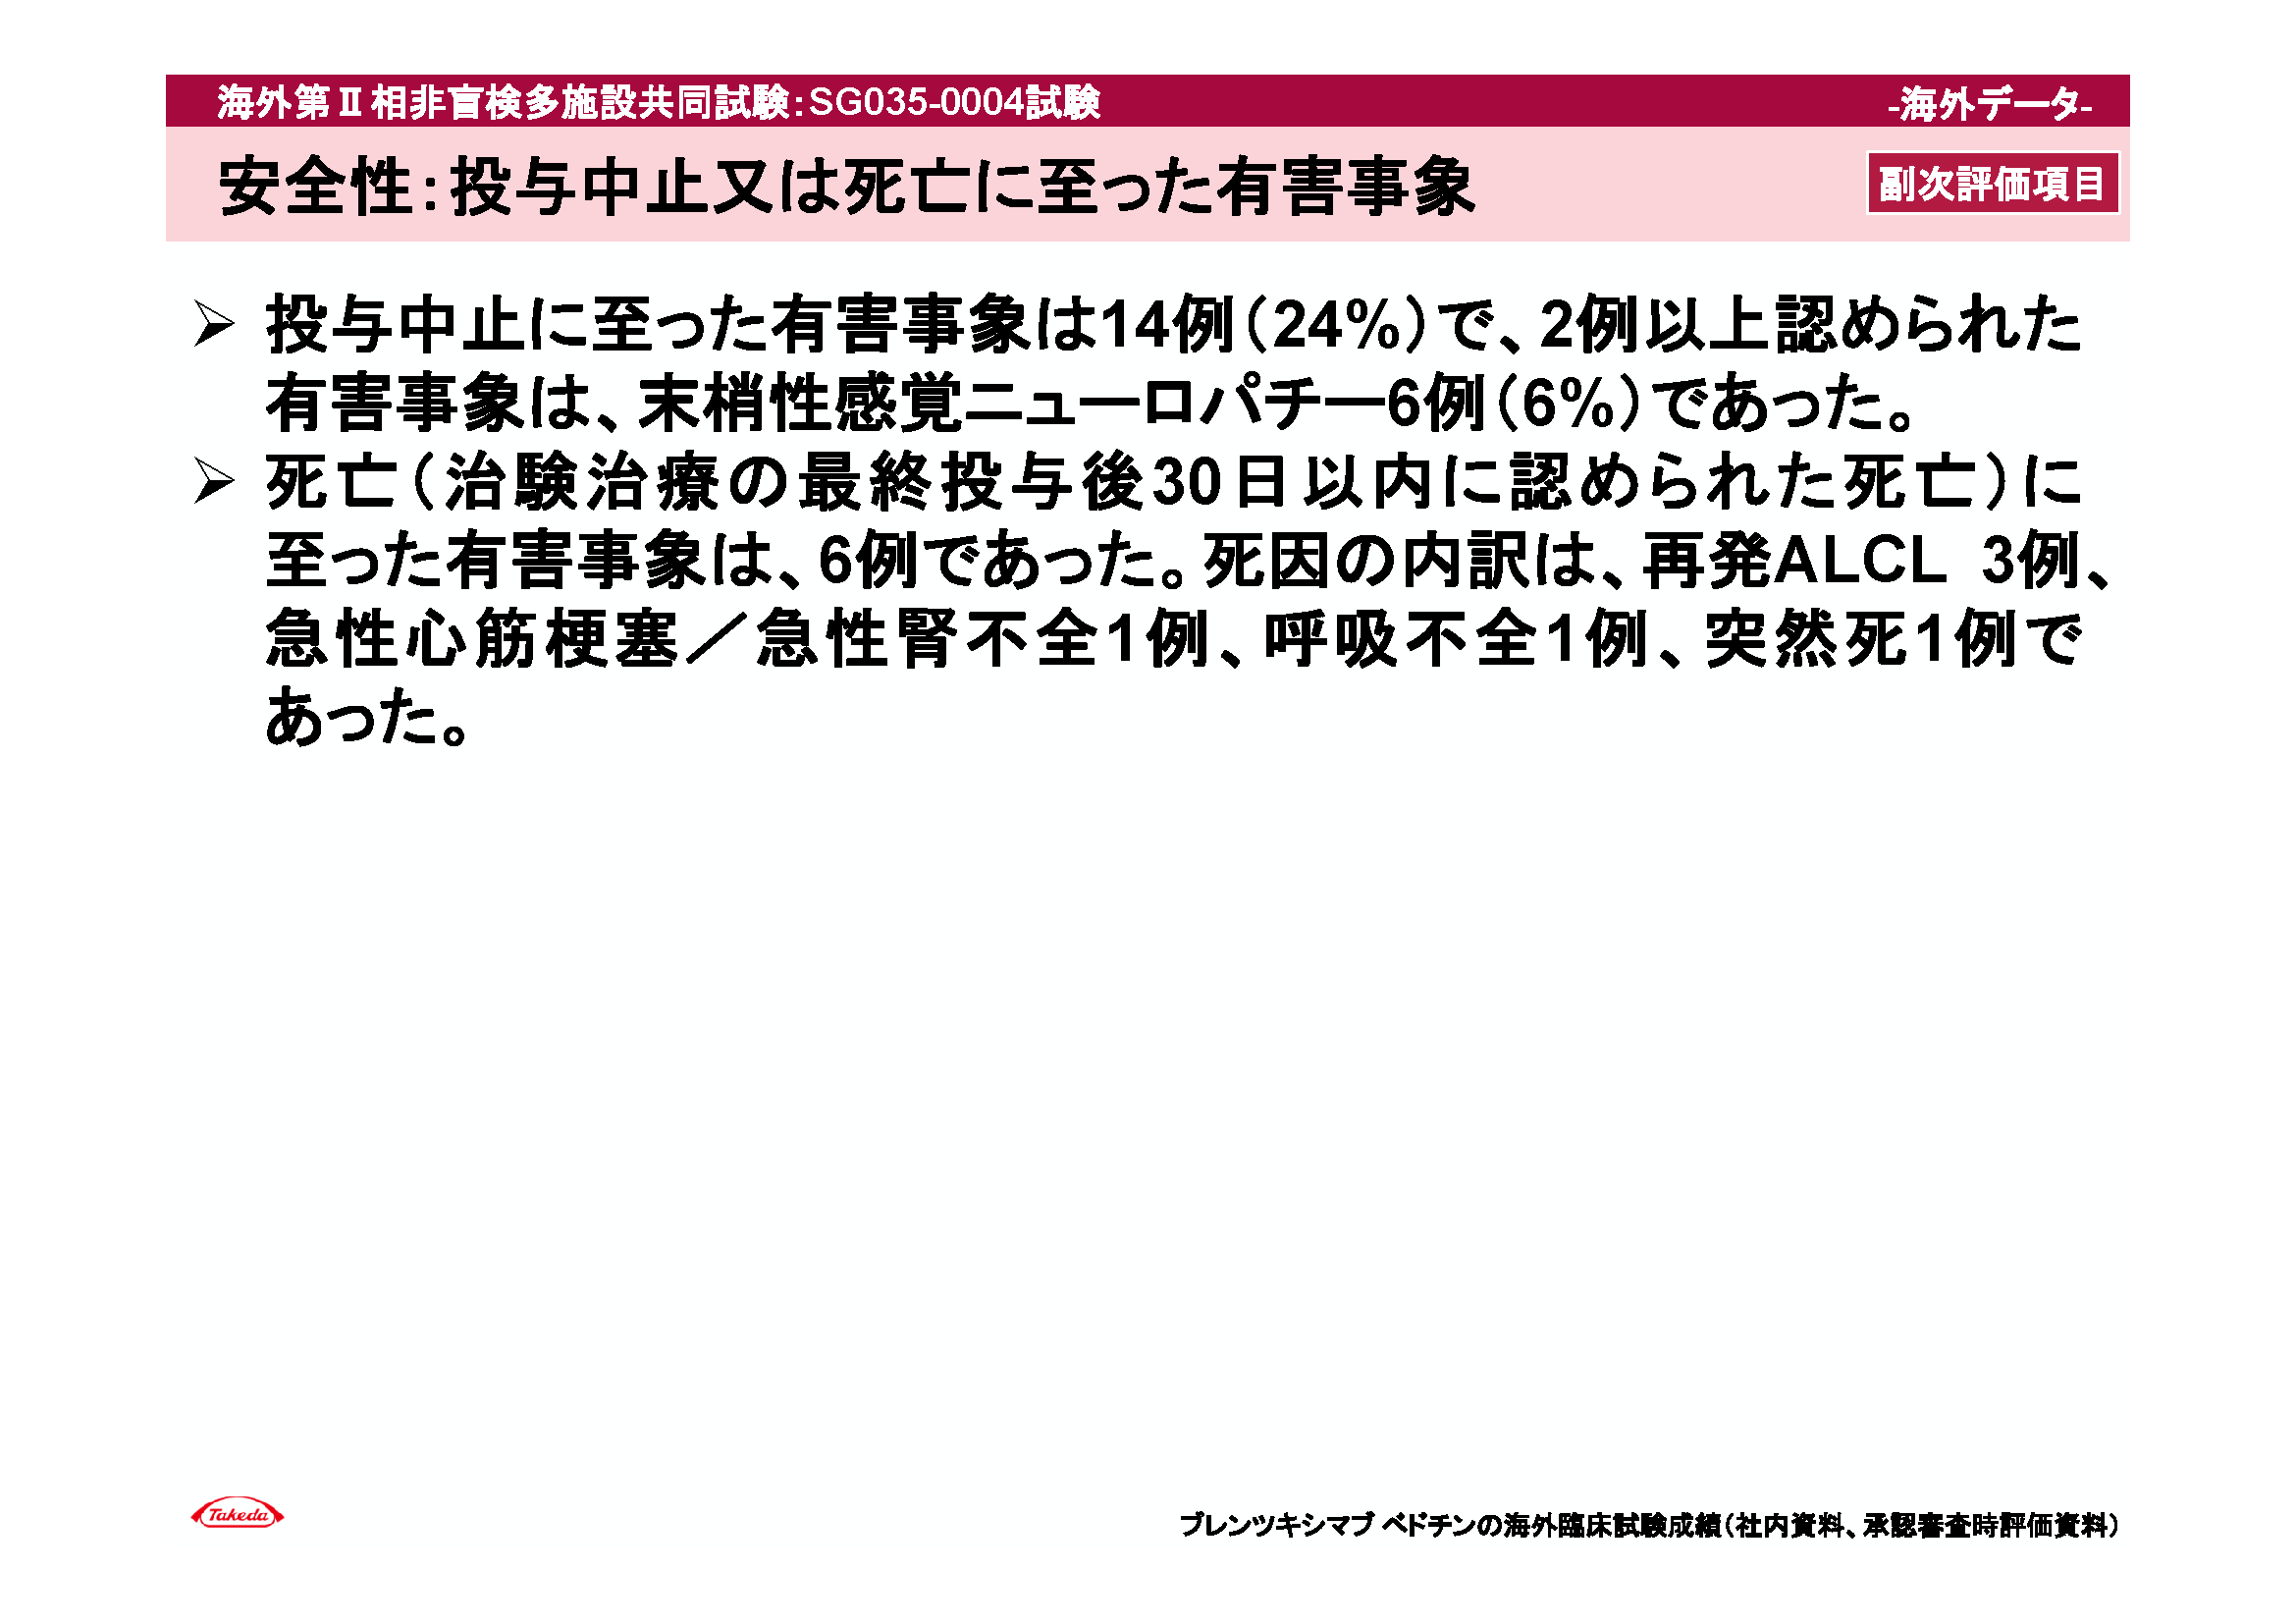 海外第Ⅱ相非盲検多施設共同試験：SG035-0004試験
-海外データ-
安全性：投与中止又は死亡に至った有害事象
副次評価項目
➢ 投与中止に至った有害事象は14例（24%）で、2例以上認められた
有害事象は、末梢性感覚ニューロパチー6例（6%）であった。
➢ 死亡（治験治療の最終投与後30日以内に認められた死亡）に
至った有害事象は、6例であった。死因の内訳は、再発ALCL 3例、
急性心筋梗塞／急性腎不全1例、呼吸不全1例、突然死1例で
あった。
Takeda
ブレンツキシマブ ベドチンの海外臨床試験成績（社内資料、承認審査時評価資料）